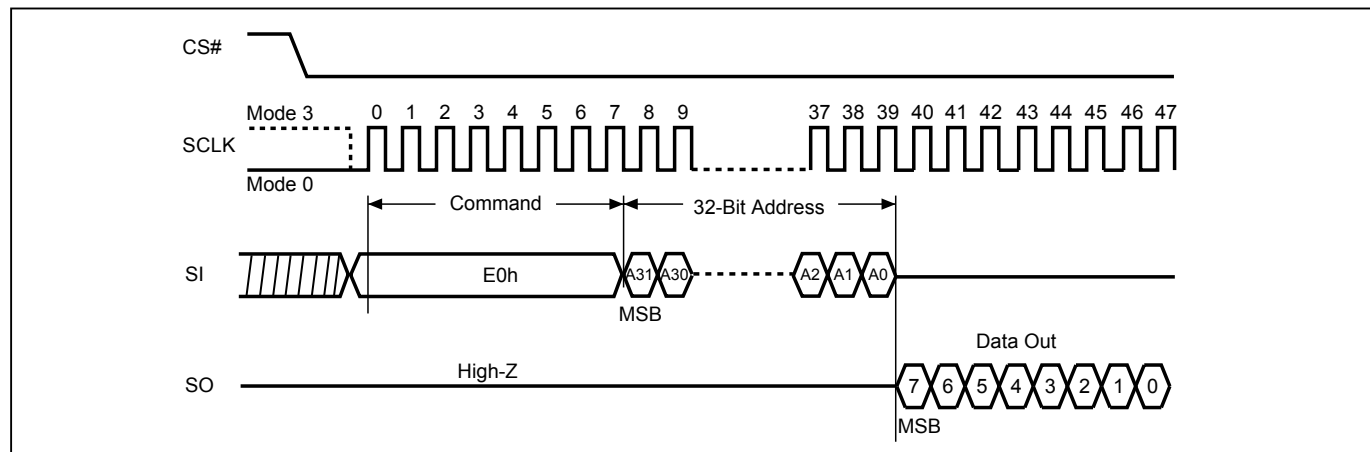 CS#
Mode 3
0 1 2 3 4 5 6 7 8 9 37 38 39 40 41 42 43 44 45 46 47
SCLK
Mode 0
Command
32-Bit Address
SI
E0h
A31 A30 A2 A1 A0
MSB
Data Out
High-Z
SO
7 6 5 4 3 2 1 0
MSB